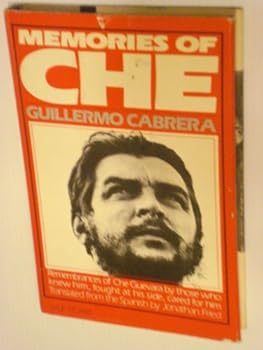 MEMORIES OF
CHE
GUILLERMO CABRERA
Remembrances of Che Guevara by those who
knew him, fought at his side, cared for him
Translated from the Spanish by Jonathan Fried